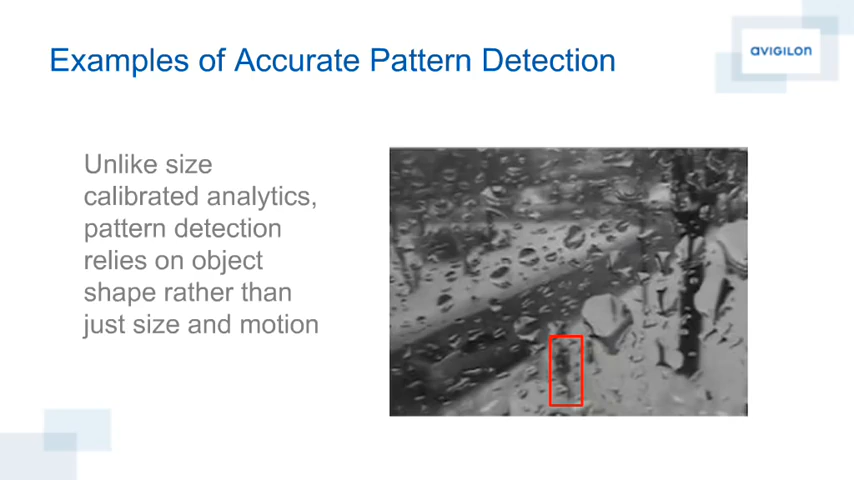 Examples of Accurate Pattern Detection
avigilon
Unlike size
calibrated analytics,
pattern detection
relies on object
shape rather than
just size and motion